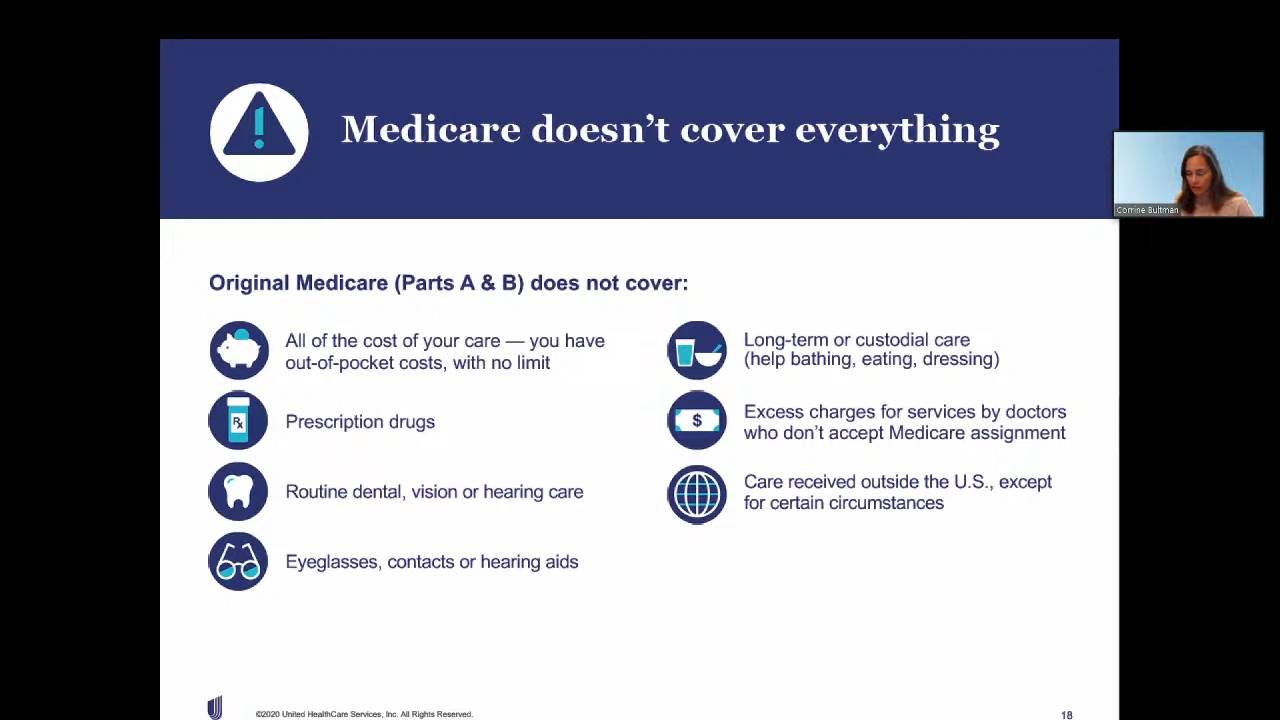 Medicare doesn't cover everything
Corrine Bultman
Original Medicare (Parts A & B) does not cover:
All of the cost of your care — you have
out-of-pocket costs, with no limit
Prescription drugs
Routine dental, vision or hearing care
Eyeglasses, contacts or hearing aids
Long-term or custodial care
(help bathing, eating, dressing)
Excess charges for services by doctors
who don't accept Medicare assignment
Care received outside the U.S., except
for certain circumstances
Rx
$
©2020 United HealthCare Services, Inc. All Rights Reserved.
18